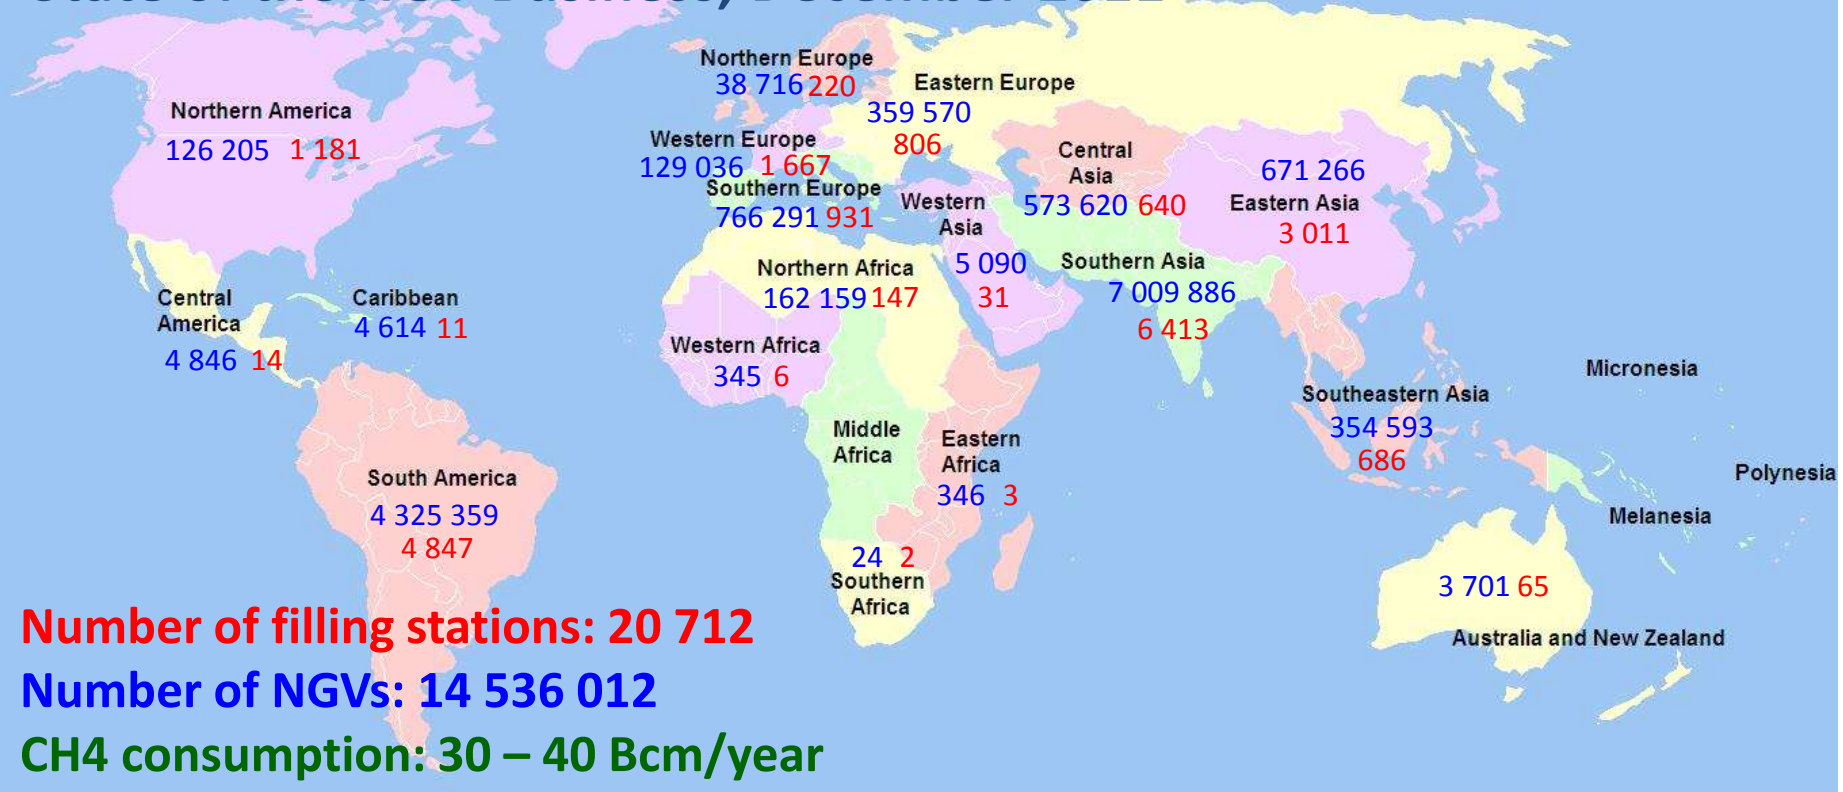 Northern Europe
38 716 220
Eastern Europe
359 570
806
Northern America
126 205 1 181
Western Europe
129 036 1 667
Southern Europe
766 291 931
Central
Asia
573 620 640
671 266
Eastern Asia
3 011
Western
Asia
5 090
31
Southern Asia
7 009 886
6 413
Northern Africa
162 159 147
Central
America
4 846 14
Caribbean
4 614 11
Western Africa
345 6
Micronesia
Southeastern Asia
354 593
686
Middle
Africa
Eastern
Africa
346 3
South America
4 325 359
4 847
Polynesia
Melanesia
24 2
Southern
Africa
3 701 65
Australia and New Zealand
Number of filling stations: 20 712
Number of NGVs: 14 536 012
CH4 consumption: 30 – 40 Bcm/year